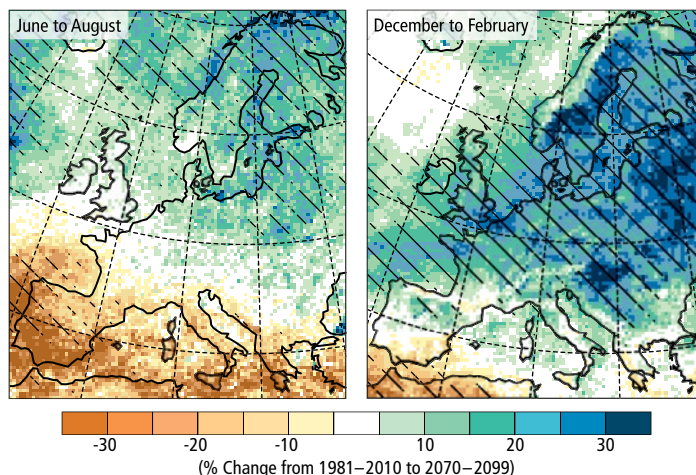 June to August
December to February
-30 -20 -10 10 20 30
(% Change from 1981–2010 to 2070–2099)